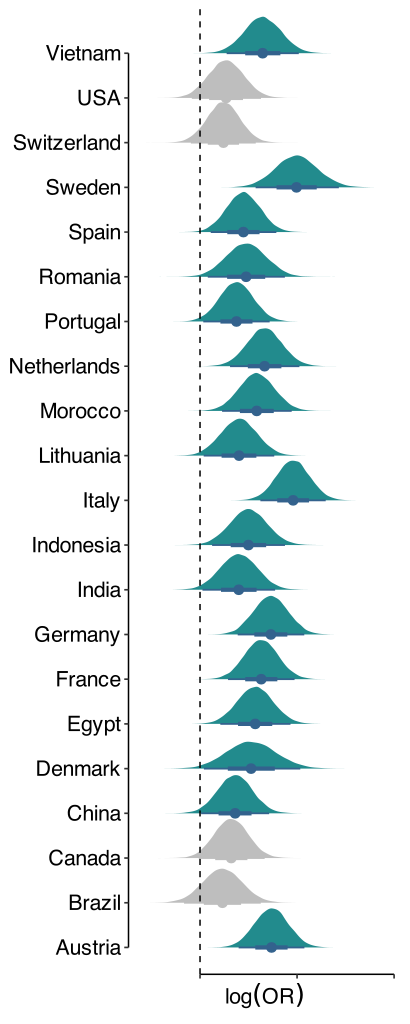 Vietnam
USA
Switzerland
Sweden
Spain
Romania
Portugal
Netherlands
Morocco
Lithuania
Italy
Indonesia
India
Germany
France
Egypt
Denmark
China
Canada
Brazil
Austria
log(OR)